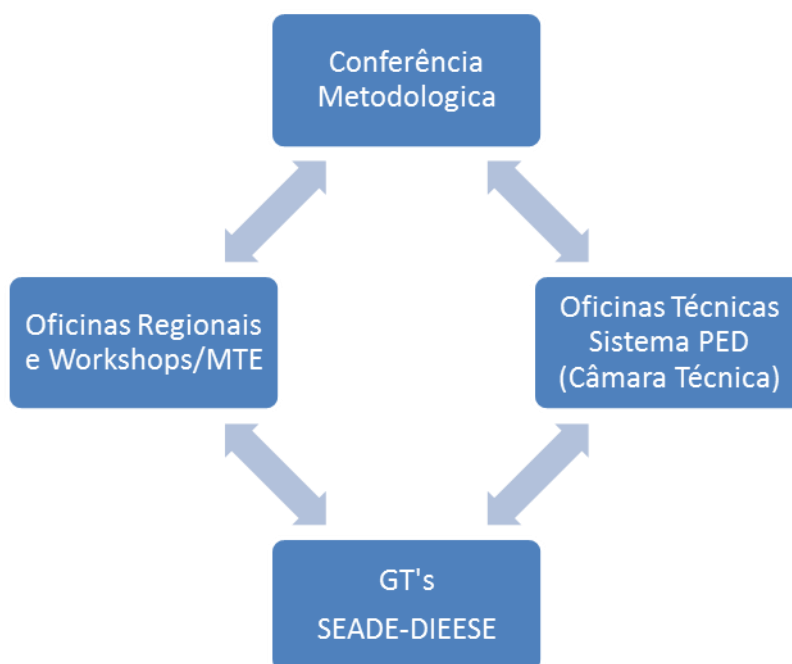 Conferência
Metodologica
Oficinas Regionais
e Workshops/MTE
Oficinas Técnicas
Sistema PED
(Câmara Técnica)
GT's
SEADE-DIEESE